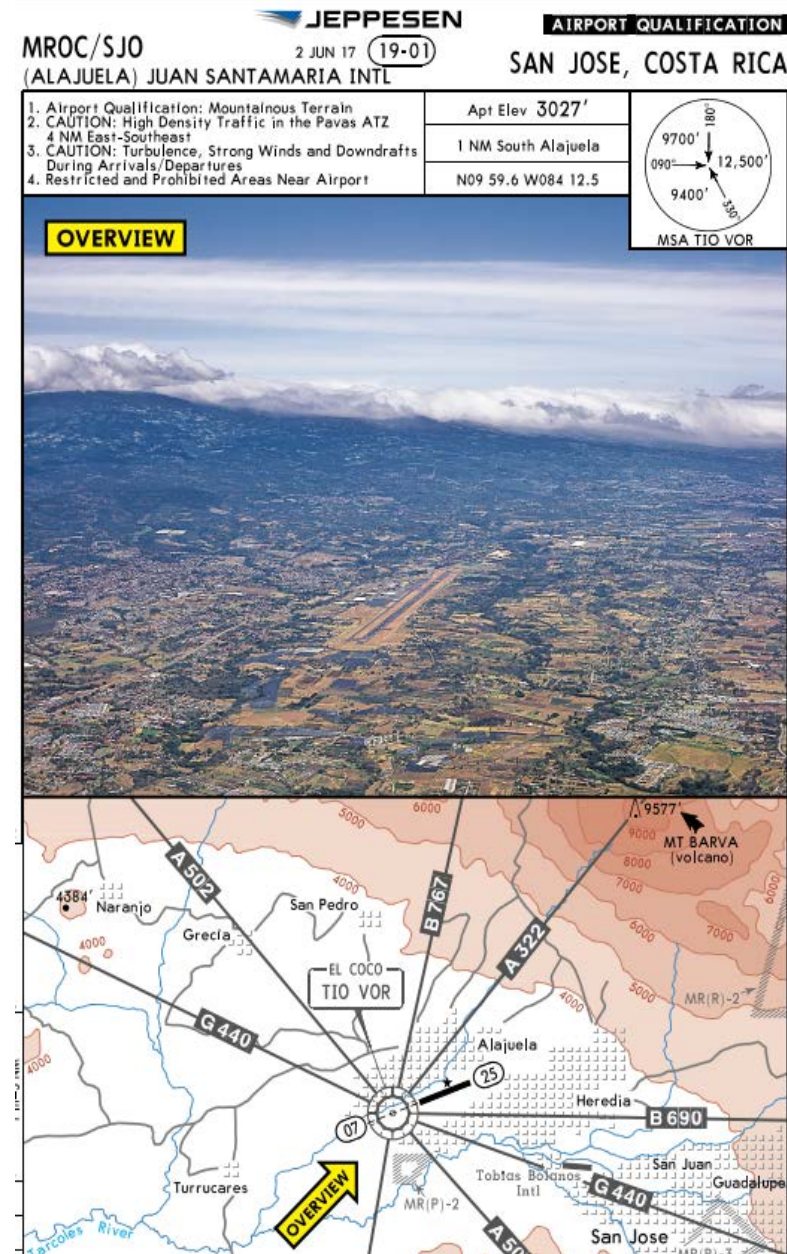 JEPPESEN
AIRPORT QUALIFICATION
MROC/SJO
2 JUN 17
19-01
(ALAJUELA) JUAN SANTAMARIA INTL
SAN JOSE, COSTA RICA
1. Airport Qualification: Mountainous Terrain
2. CAUTION: High Density Traffic in the Pavas ATZ
4 NM East-Southeast
3. CAUTION: Turbulence, Strong Winds and Downdrafts
During Arrivals/Departures
4. Restricted and Prohibited Areas Near Airport
Apt Elev 3027'
1 NM South Alajuela
N09 59.6 W084 12.5
180°
9700'
090°
12,500'
9400'
330°
MSA TIO VOR
OVERVIEW
5000
6000
9577'
9000
MT BARVA
(volcano)
8000
7000
6000
A 502
B 767
4000
4384'
Naranjo
San Pedro
6000
7000
Grecia
A 322
4000
EL COCO
TIO VOR
5000
MR(R)-2
4000
G 440
4000
Alajuela
25
Heredia
B 690
07
San Juan
Tobias Bolanos
Intl
Guadalupe
Turrucares
MR(P)-2
G 440
OVERVIEW
San Jose
Tarcoles River